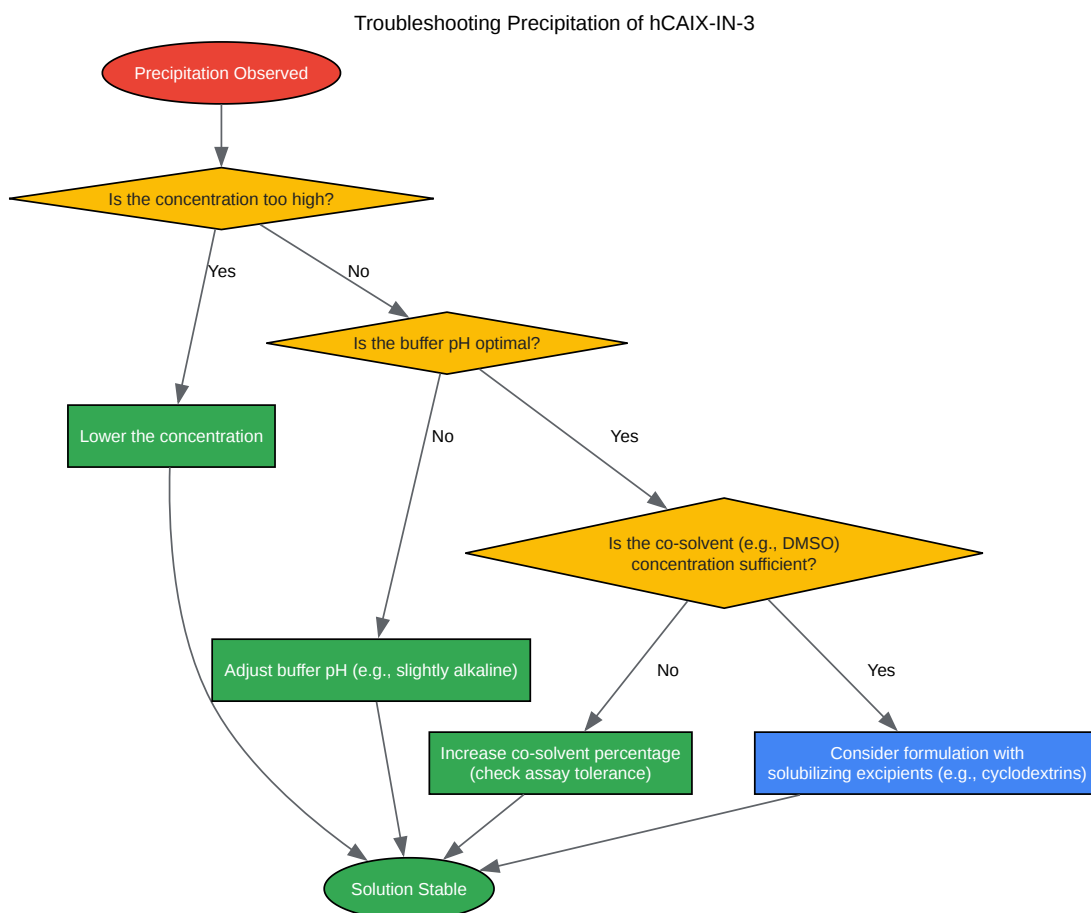 Troubleshooting Precipitation of hCAIX-IN-3
Precipitation Observed
Is the concentration too high?
Yes
No
Is the buffer pH optimal?
Lower the concentration
No
Yes
Is the co-solvent (e.g., DMSO)
concentration sufficient?
Adjust buffer pH (e.g., slightly alkaline)
No
Yes
Increase co-solvent percentage
(check assay tolerance)
Consider formulation with
solubilizing excipients (e.g., cyclodextrins)
Solution Stable